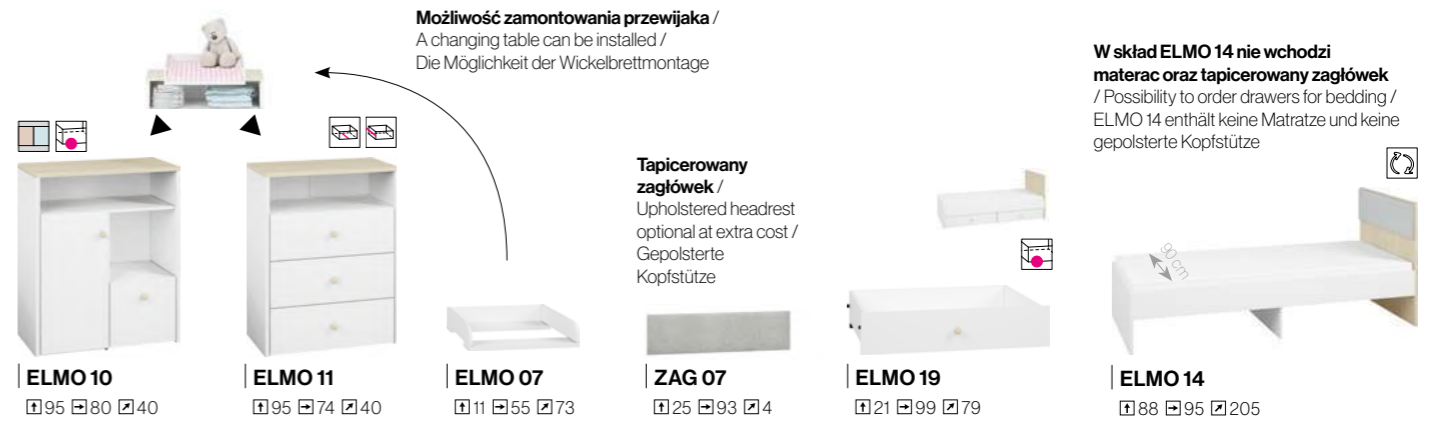 Możliwość zamontowania przewijaka /
A changing table can be installed /
Die Möglichkeit der Wickelbrettmontage
W skład ELMO 14 nie wchodzi
materac oraz tapicerowany zagłówek
/ Possibility to order drawers for bedding /
ELMO 14 enthält keine Matratze und keine
gepolsterte Kopfstütze
Tapicerowany
zagłówek /
Upholstered headrest
optional at extra cost /
Gepolsterte
Kopfstütze
90 cm
ELMO 10
95 80 40
ELMO 11
95 74 40
ELMO 07
11 55 73
ZAG 07
25 93 4
ELMO 19
21 99 79
ELMO 14
88 95 205